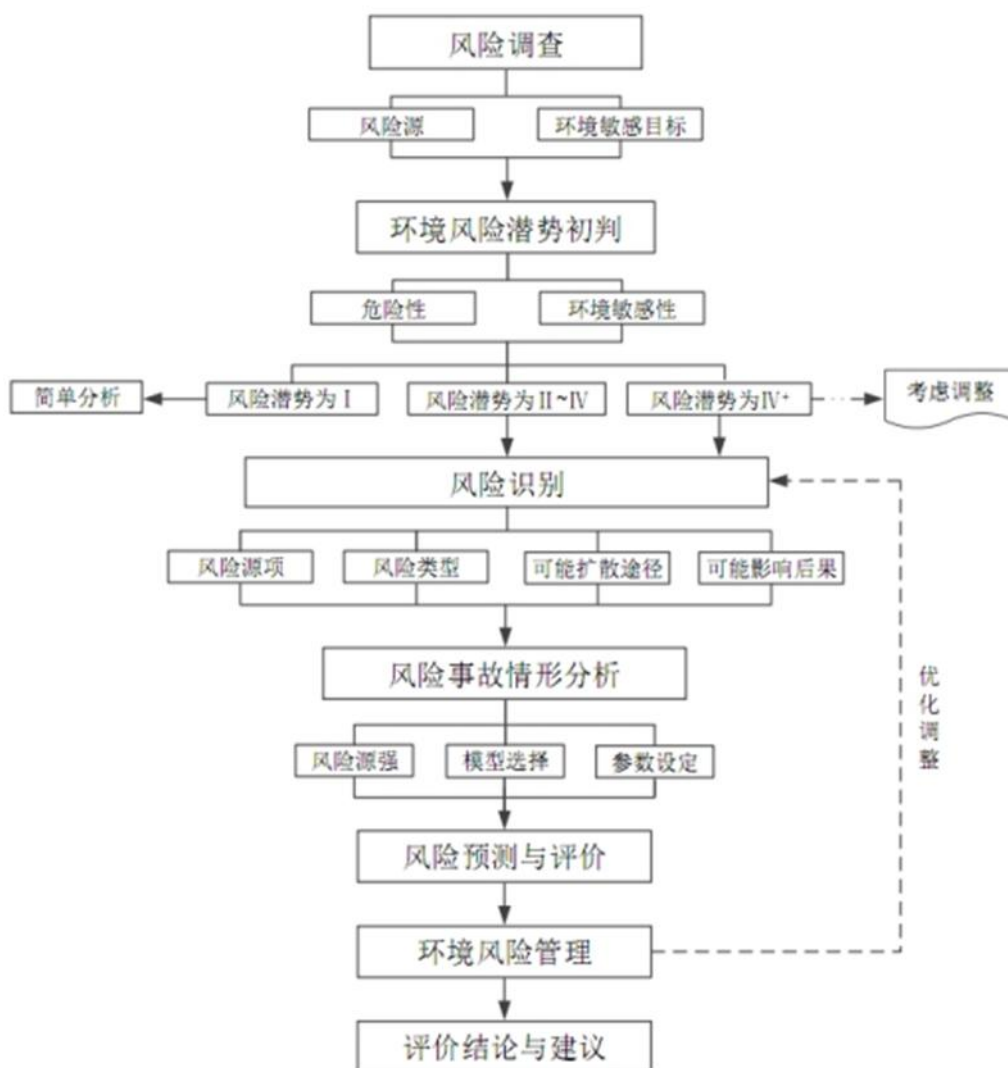 风险调查
风险源
环境敏感目标
环境风险潜势初判
危险性
环境敏感性
简单分析
风险潜势为 I
风险潜势为 II~IV
风险潜势为IV⁺
考虑调整
风险识别
风险源项
风险类型
可能扩散途径
可能影响后果
风险事故情形分析
优化调整
风险源强
模型选择
参数设定
风险预测与评价
环境风险管理
评价结论与建议